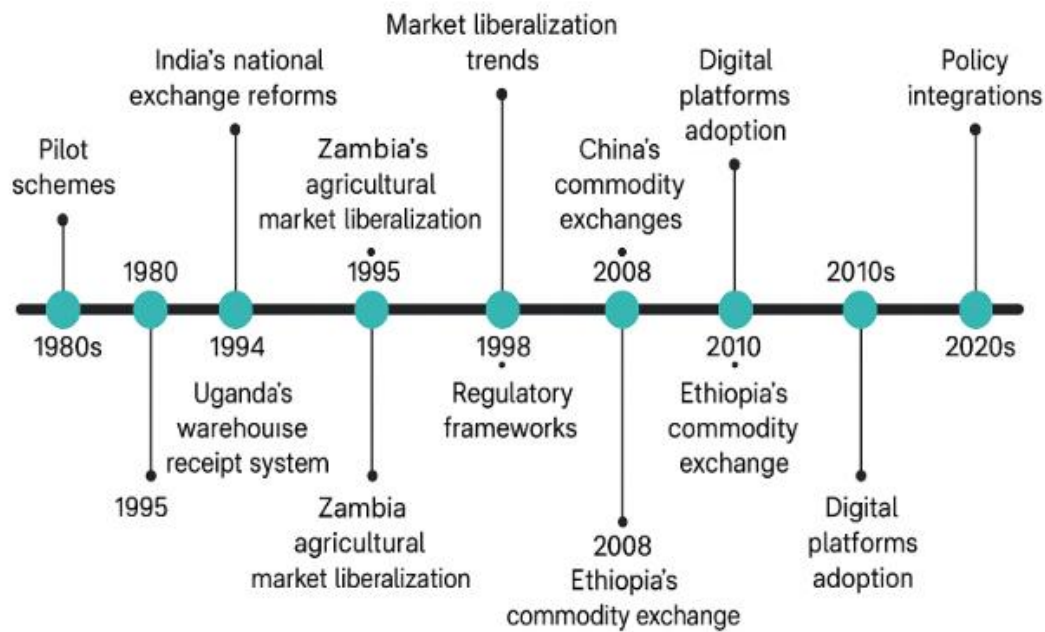 Pilot
schemes
1980s
1980
1995
India's national
exchange reforms
1994
Uganda's
warehouise
receipt system
Zambia's
agricultural
market liberalization
1995
Zambia
agricultural
market liberalization
Market liberalization
trends
1998
Regulatory
frameworks
China's
commodity
exchanges
2008
2008
Ethiopia's
commodity exchange
Digital
platforms
adoption
2010
Ethiopia's
commodity
exchange
2010s
Digital
platforms
adoption
Policy
integrations
2020s